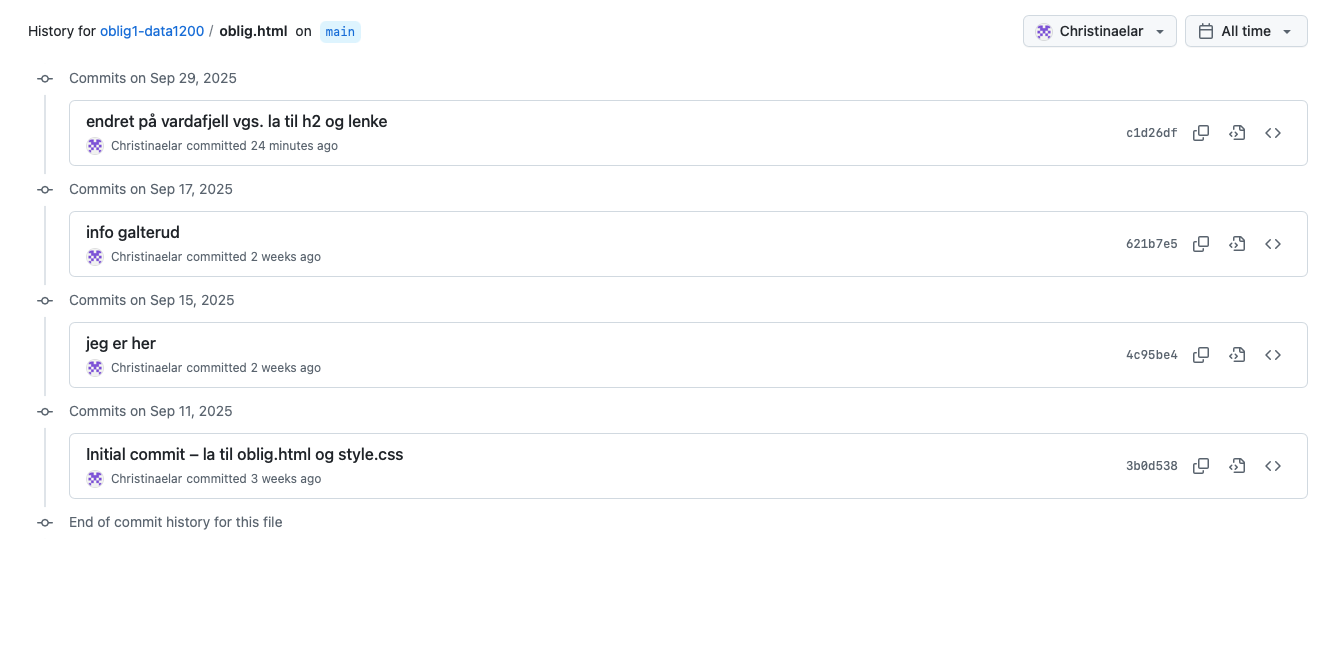 History for oblig1-data1200 / oblig.html on main
Christinaelar
All time
Commits on Sep 29, 2025
endret på vardafjell vgs. la til h2 og lenke
Christinaelar committed 24 minutes ago
c1d26df
Commits on Sep 17, 2025
info galterud
Christinaelar committed 2 weeks ago
621b7e5
Commits on Sep 15, 2025
jeg er her
Christinaelar committed 2 weeks ago
4c95be4
Commits on Sep 11, 2025
Initial commit – la til oblig.html og style.css
Christinaelar committed 3 weeks ago
3b0d538
End of commit history for this file